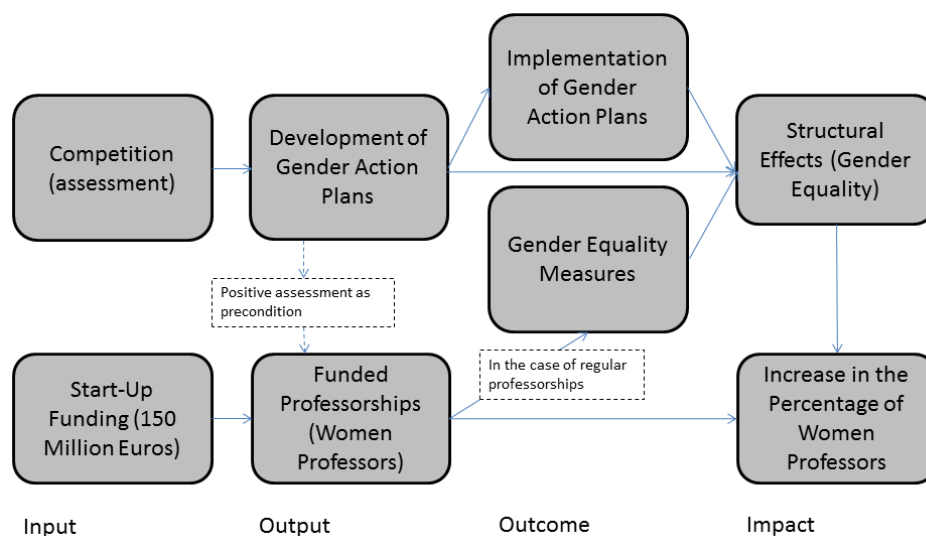 Competition
(assessment)
Development of
Gender Action
Plans
Implementation
of Gender
Action Plans
Structural
Effects (Gender
Equality)
Gender Equality
Measures
Positive assessment as
precondition
In the case of regular
professorships
Start-Up
Funding (150
Million Euros)
Funded
Professorships
(Women
Professors)
Increase in the
Percentage of
Women
Professors
Input
Output
Outcome
Impact